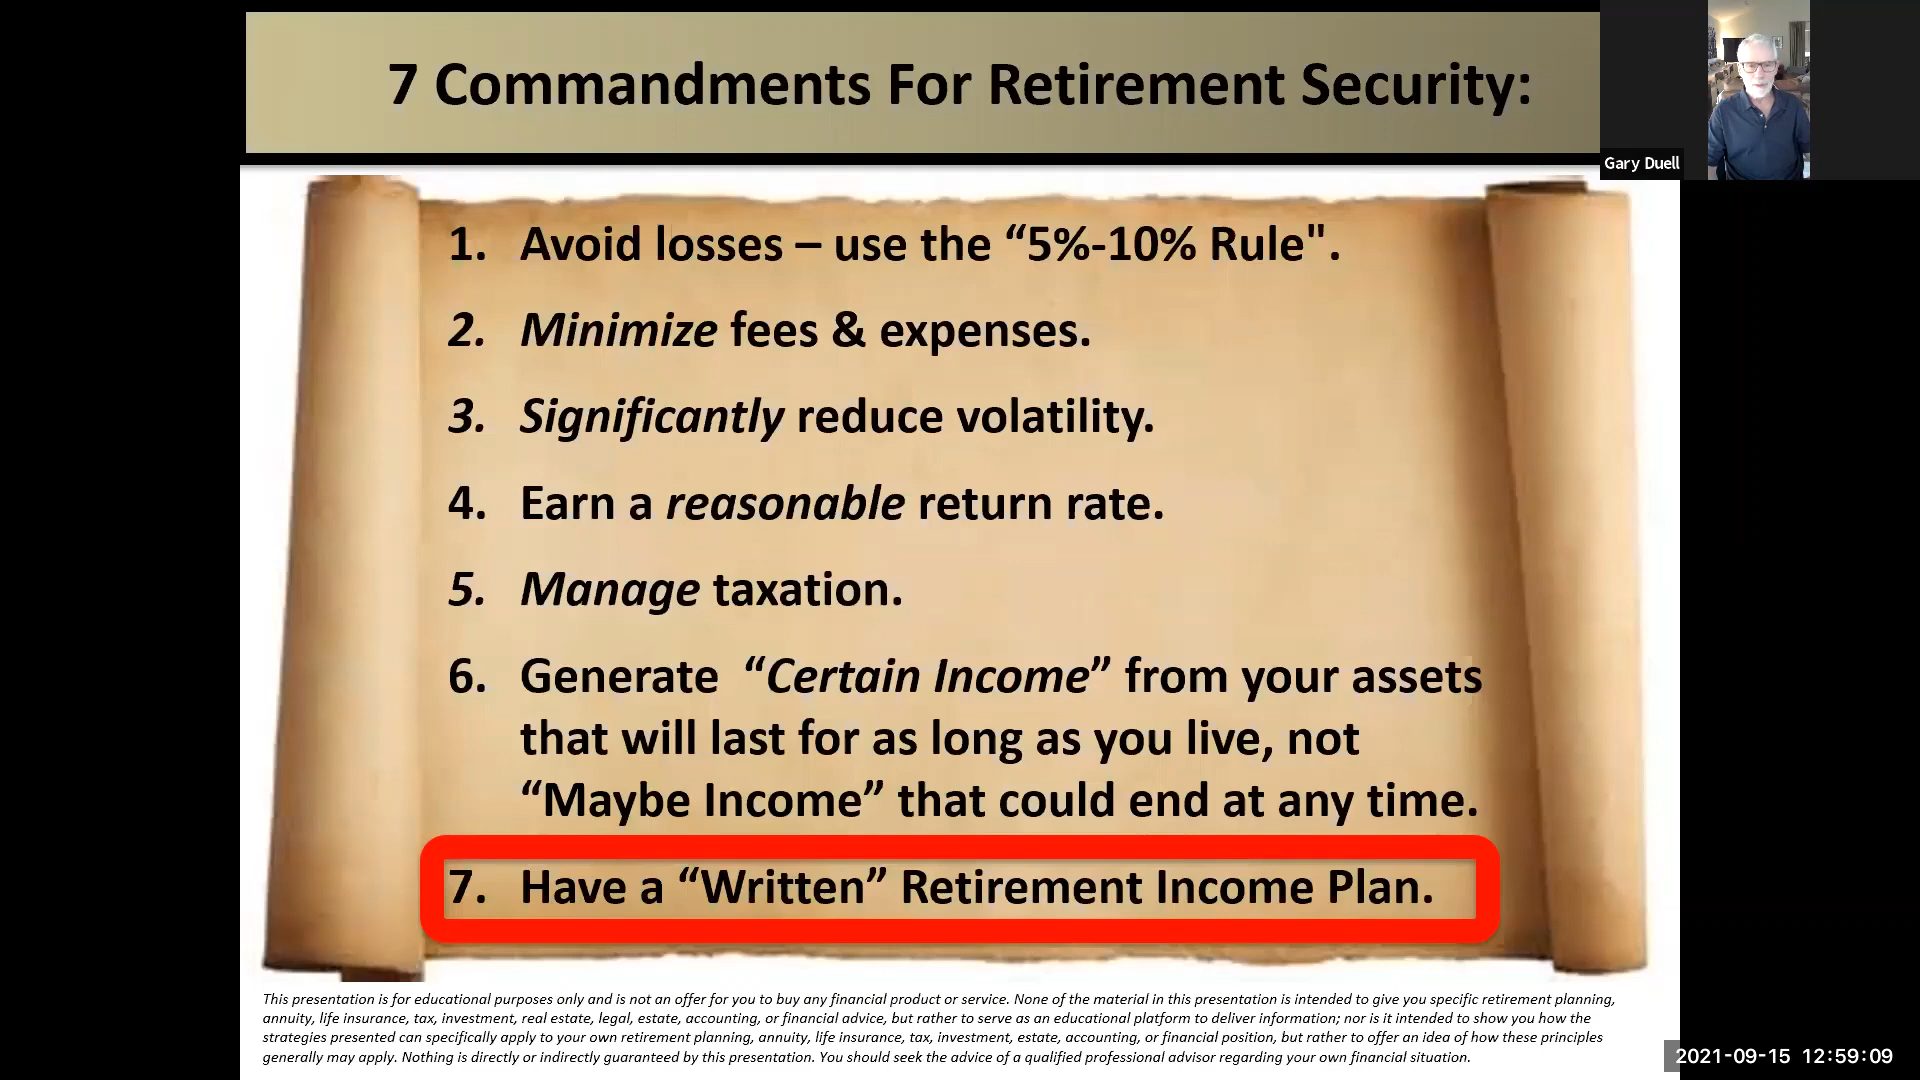 7 Commandments For Retirement Security:
Gary Duell
1. Avoid losses – use the “5%-10% Rule".
2. Minimize fees & expenses.
3. Significantly reduce volatility.
4. Earn a reasonable return rate.
5. Manage taxation.
6. Generate “Certain Income” from your assets
that will last for as long as you live, not
“Maybe Income” that could end at any time.
7. Have a “Written” Retirement Income Plan.
This presentation is for educational purposes only and is not an offer for you to buy any financial product or service. None of the material in this presentation is intended to give you specific retirement planning,
annuity, life insurance, tax, investment, real estate, legal, estate, accounting, or financial advice, but rather to serve as an educational platform to deliver information; nor is it intended to show you how the
strategies presented can specifically apply to your own retirement planning, annuity, life insurance, tax, investment, estate, accounting, or financial position, but rather to offer an idea of how these principles
generally may apply. Nothing is directly or indirectly guaranteed by this presentation. You should seek the advice of a qualified professional advisor regarding your own financial situation.
2021-09-15 12:59:09